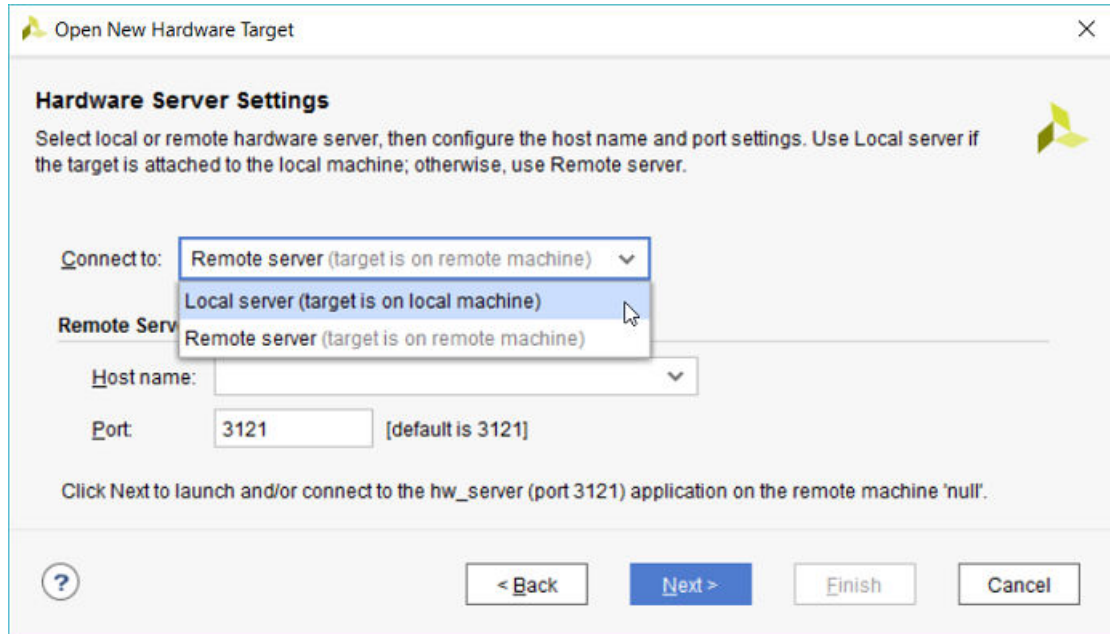 Open New Hardware Target
Hardware Server Settings
Select local or remote hardware server, then configure the host name and port settings. Use Local server if
the target is attached to the local machine; otherwise, use Remote server.
Connect to: Remote server (target is on remote machine)
Local server (target is on local machine)
Remote Serv
Remote server (target is on remote machine)
Host name:
Port: 3121 [default is 3121]
Click Next to launch and/or connect to the hw_server (port 3121) application on the remote machine 'null'.
? < Back Next > Finish Cancel